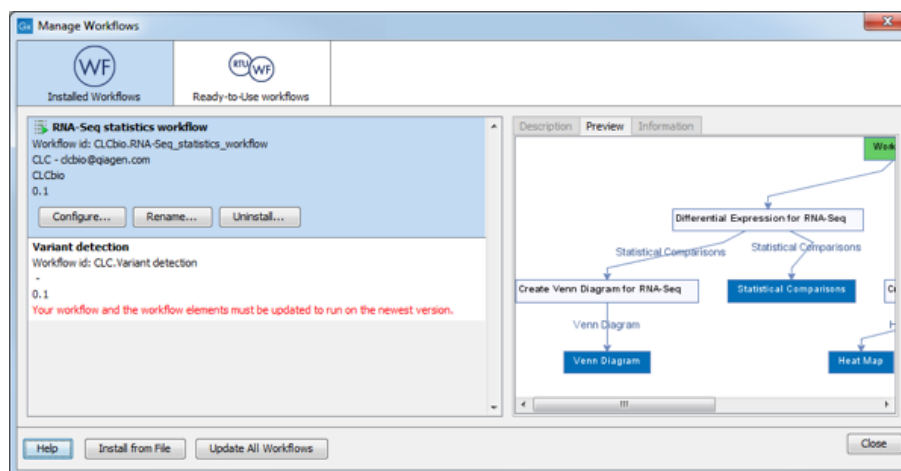 Gx Manage Workflows
WF
Installed Workflows
RTU WF
Ready-to-Use workflows
RNA-Seq statistics workflow
Workflow id: CLCbio.RNA-Seq_statistics_workflow
CLC - clcbio@qiagen.com
CLCbio
0.1
Configure...
Rename...
Uninstall...
Variant detection
Workflow id: CLC.Variant detection
-
0.1
Your workflow and the workflow elements must be updated to run on the newest version.
Description
Preview
Information
Work
Differential Expression for RNA-Seq
Statistical Comparisons
Statistical Comparisons
Create Venn Diagram for RNA-Seq
Statistical Comparisons
Venn Diagram
Venn Diagram
Heat Map
Help
Install from File
Update All Workflows
Close